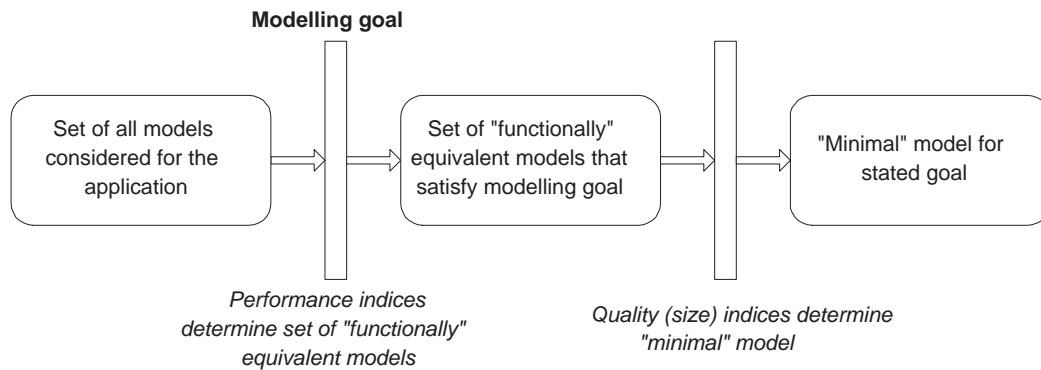 Modelling goal
Set of all models
considered for the
application
Set of "functionally"
equivalent models that
satisfy modelling goal
"Minimal" model for
stated goal
Performance indices
determine set of "functionally"
equivalent models
Quality (size) indices determine
"minimal" model